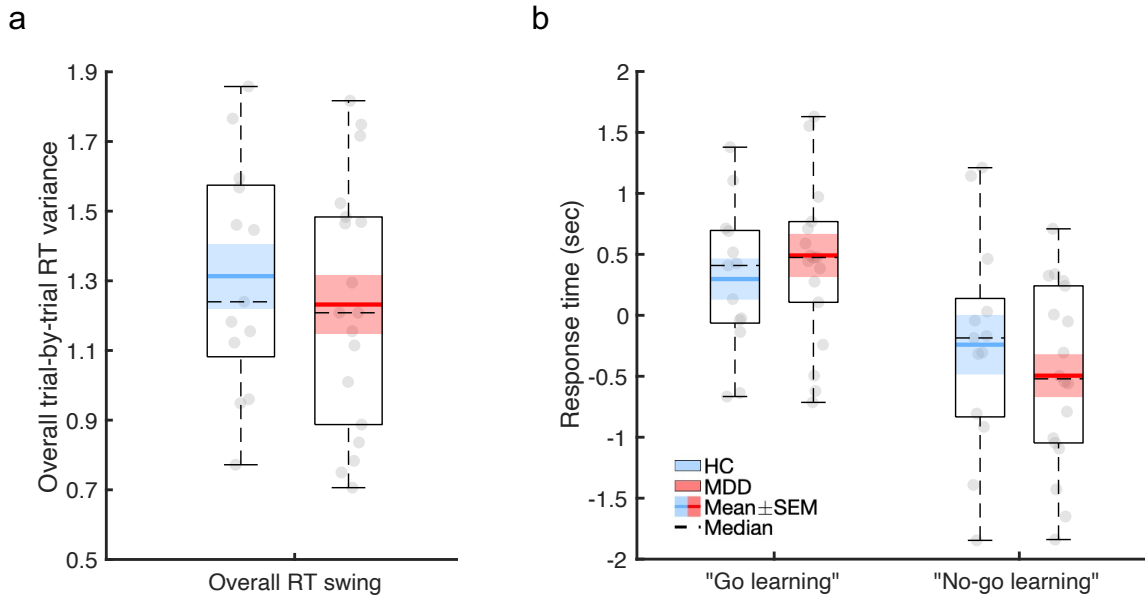 a
Overall trial-by-trial RT variance
1.9
1.7
1.5
1.3
1.1
0.9
0.7
0.5
Overall RT swing
b
Response time (sec)
2
1.5
1
0.5
0
-0.5
-1
-1.5
-2
HC
MDD
Mean±SEM
Median
"Go learning"
"No-go learning"